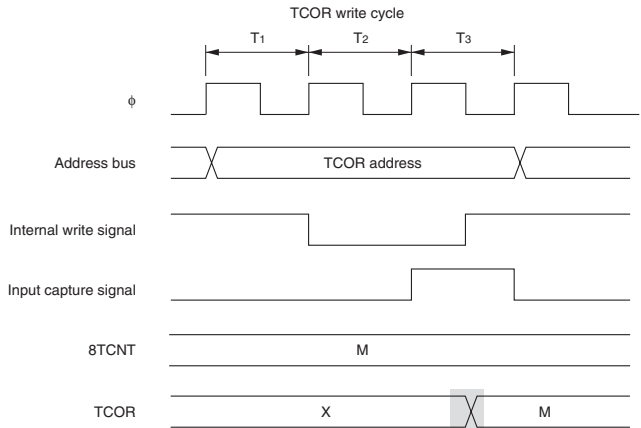 TCOR write cycle
T1 T2 T3
ϕ
Address bus TCOR address
Internal write signal
Input capture signal
8TCNT M
TCOR X M